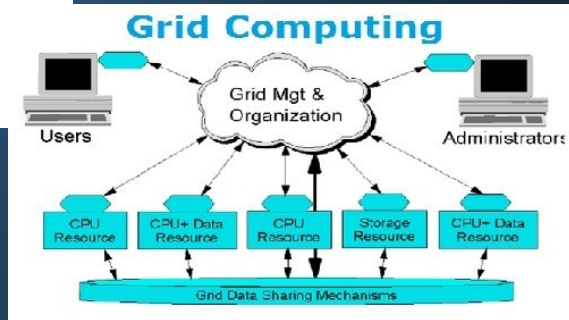 Grid Computing
Grid Mgt &
Organization
Users
Administrators
CPU
Resource
CPU+ Data
Resource
CPU
Resource
Storage
Resource
CPU+ Data
Resource
Grid Data Sharing Mechanisms